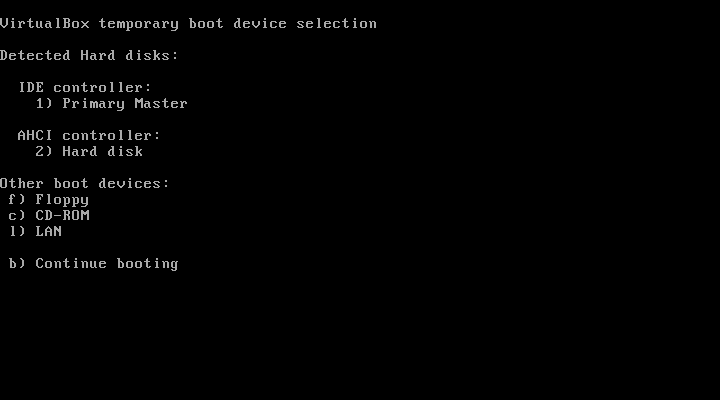 VirtualBox temporary boot device selection
Detected Hard disks:
IDE controller:
1) Primary Master
AHCI controller:
2) Hard disk
Other boot devices:
f) Floppy
c) CD-ROM
l) LAN
b) Continue booting